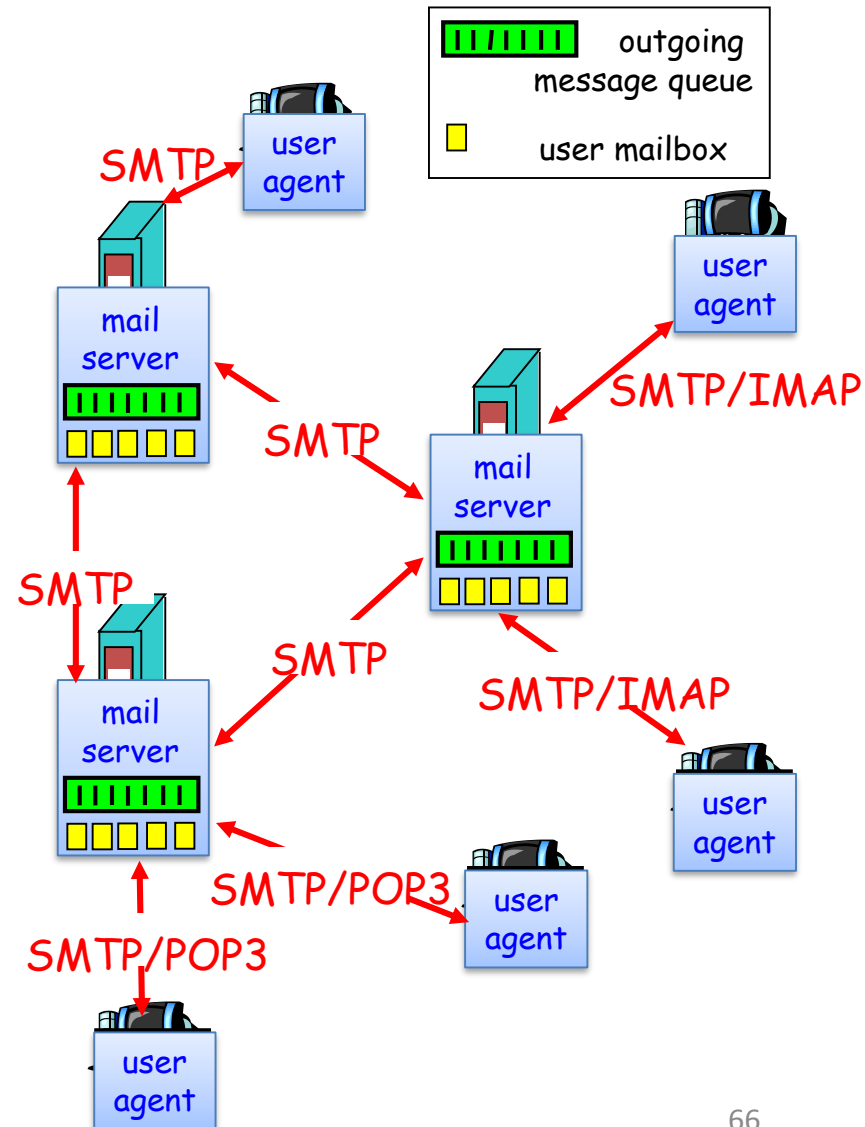 outgoing
message queue
user mailbox
user
agent
SMTP
user
agent
mail
server
SMTP/IMAP
SMTP
mail
server
SMTP
SMTP
SMTP/IMAP
mail
server
user
agent
SMTP/POP3
user
agent
SMTP/POP3
user
agent
66